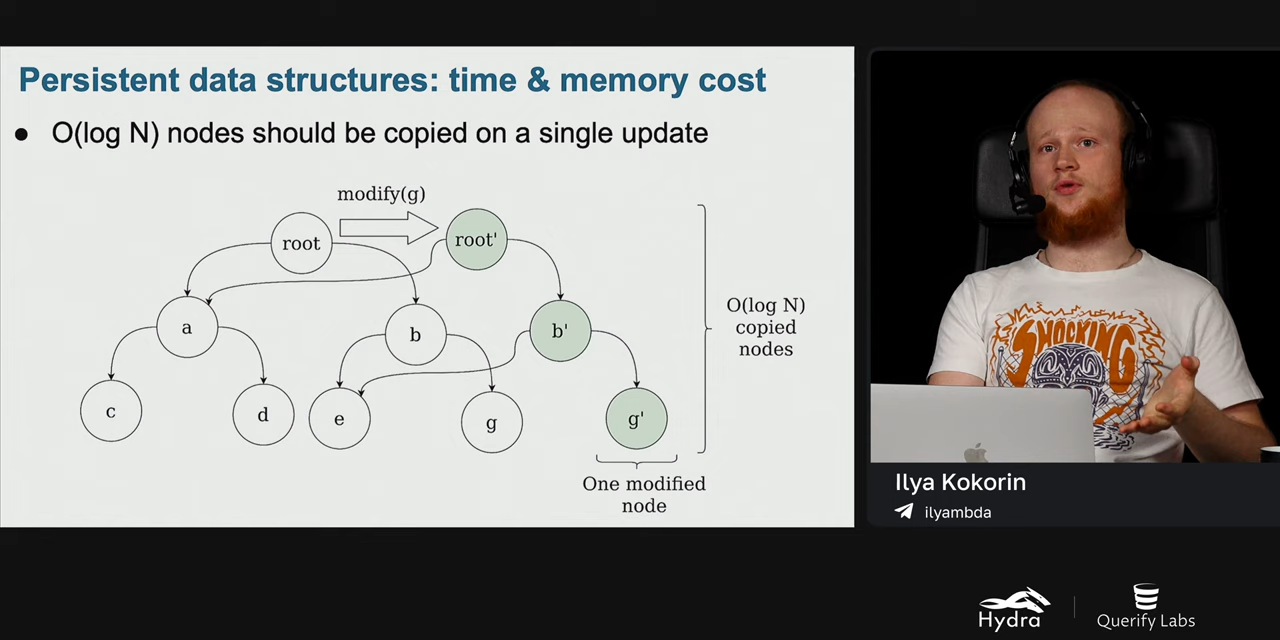 Persistent data structures: time & memory cost
● O(log N) nodes should be copied on a single update
modify(g)
root
root'
a
b
b'
O(log N)
copied
nodes
c
d
e
g
g'
One modified
node
SHOCKING
Ilya Kokorin
ilyambda
Hydra
Querify Labs